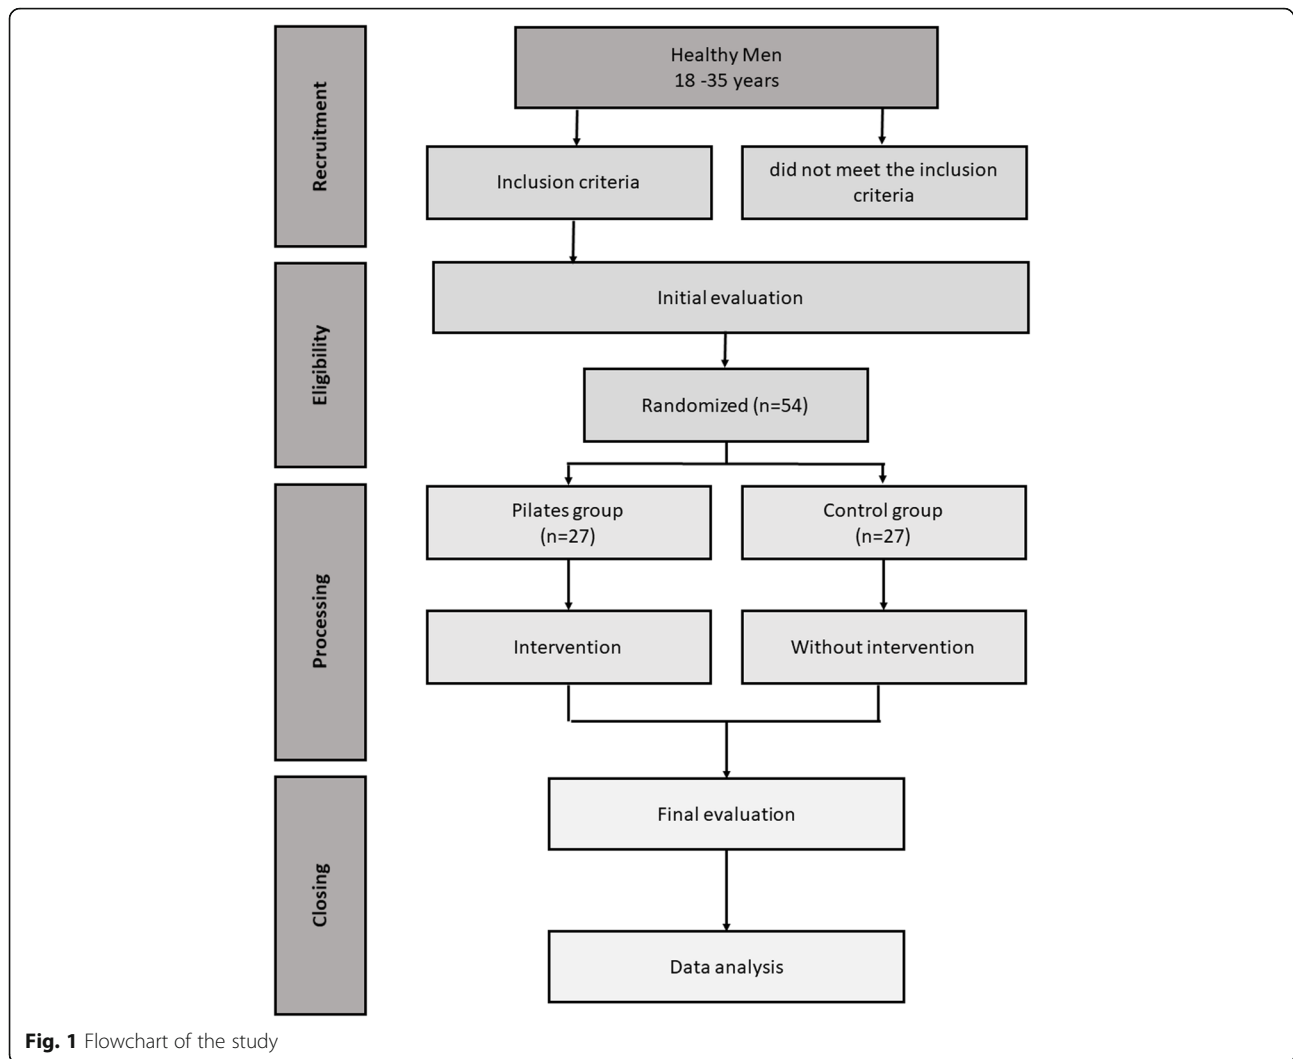 Recruitment
Healthy Men
18 -35 years
Inclusion criteria
did not meet the inclusion
criteria
Eligibility
Initial evaluation
Randomized (n=54)
Processing
Pilates group
(n=27)
Control group
(n=27)
Intervention
Without intervention
Closing
Final evaluation
Data analysis
Fig. 1 Flowchart of the study